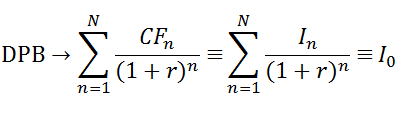 DPB → ∑_{n=1}^{N} CF_n / (1 + r)^n ≡ ∑_{n=1}^{N} I_n / (1 + r)^n ≡ I_0